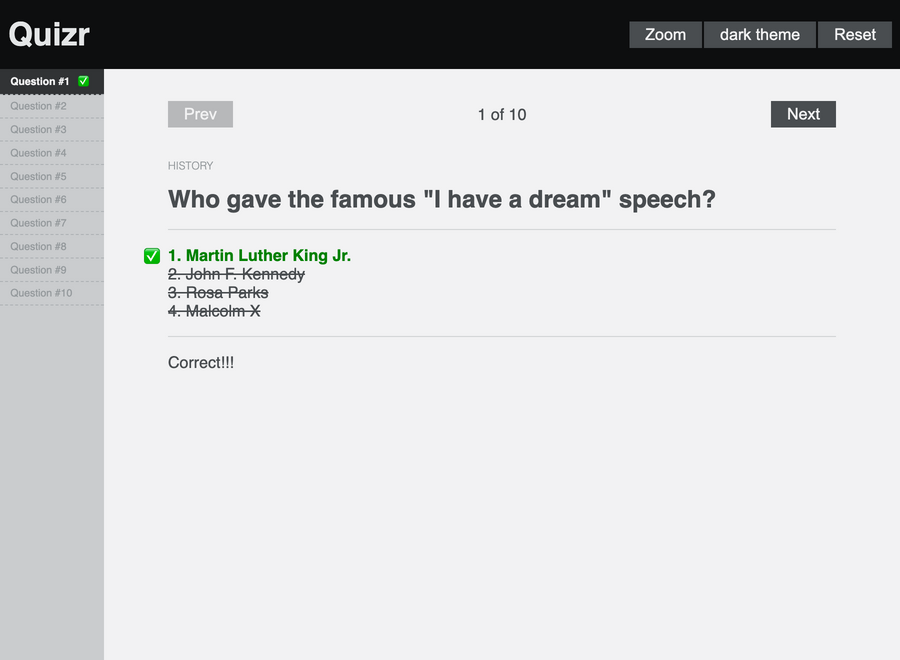 Quizr
Zoom
dark theme
Reset
Question #1 ✅
Question #2
Question #3
Question #4
Question #5
Question #6
Question #7
Question #8
Question #9
Question #10
Prev
1 of 10
Next
HISTORY
Who gave the famous "I have a dream" speech?
✅ 1. Martin Luther King Jr.
2. John F. Kennedy
3. Rosa Parks
4. Malcolm X
Correct!!!